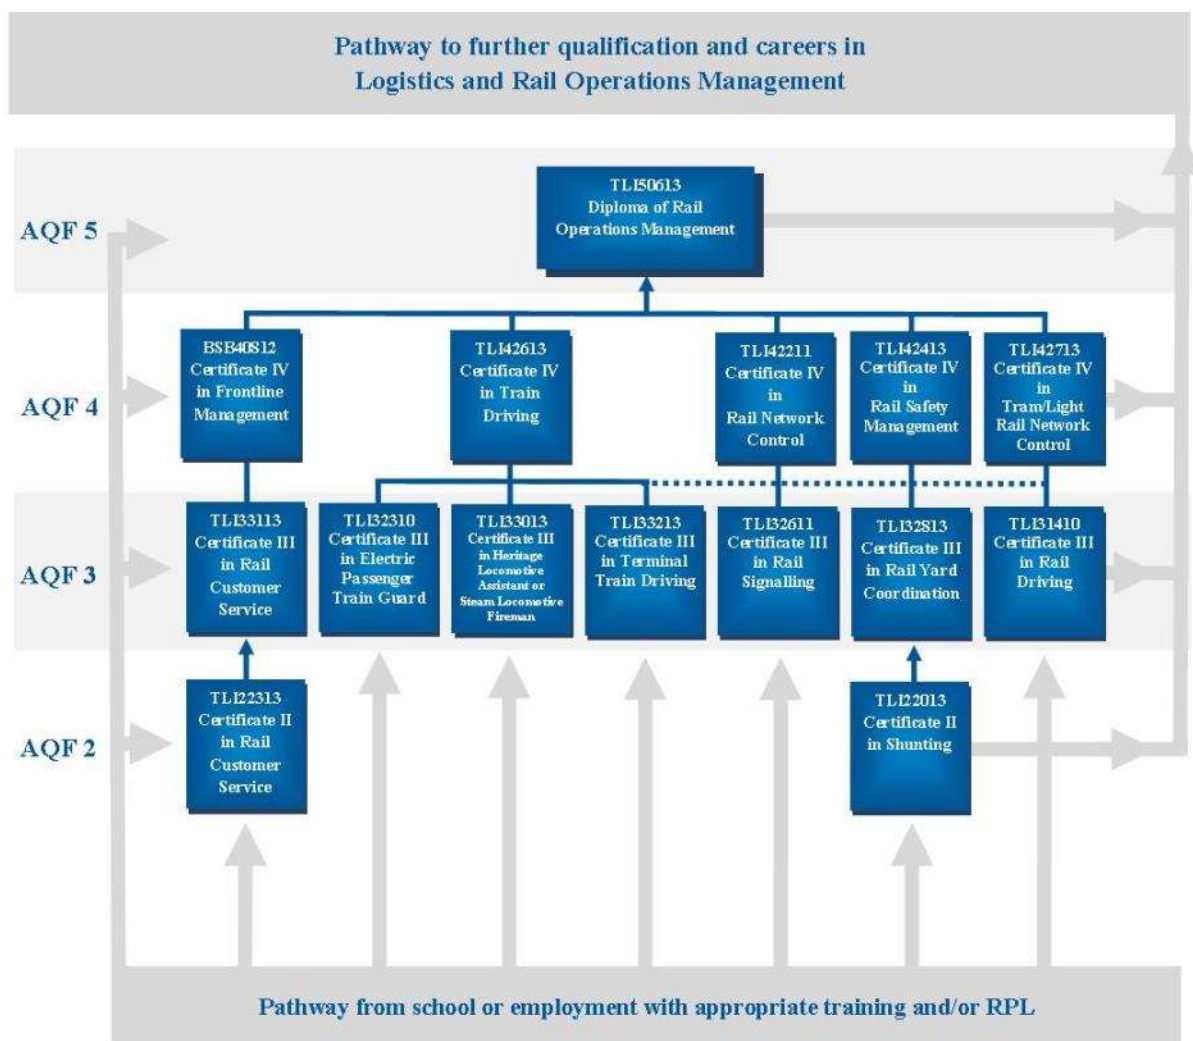 Pathway to further qualification and careers in
Logistics and Rail Operations Management
AQF 5
TLI50613
Diploma of Rail
Operations Management
AQF 4
BSB40812
Certificate IV
in Frontline
Management
TLI42613
Certificate IV
in Train
Driving
TLI42211
Certificate IV
in
Rail Network
Control
TLI42413
Certificate IV
in
Rail Safety
Management
TLI42713
Certificate IV
in
Tram/Light
Rail Network
Control
AQF 3
TLI33113
Certificate III
in Rail
Customer
Service
TLI32310
Certificate III
in Electric
Passenger
Train Guard
TLI33013
Certificate III
in Heritage
Locomotive
Assistant or
Steam Locomotive
Fireman
TLI33213
Certificate III
in Terminal
Train Driving
TLI32611
Certificate III
in Rail
Signalling
TLI32813
Certificate III
in Rail Yard
Coordination
TLI31410
Certificate III
in Rail
Driving
AQF 2
TLI22313
Certificate II
in Rail
Customer
Service
TLI22013
Certificate II
in Shunting
Pathway from school or employment with appropriate training and/or RPL